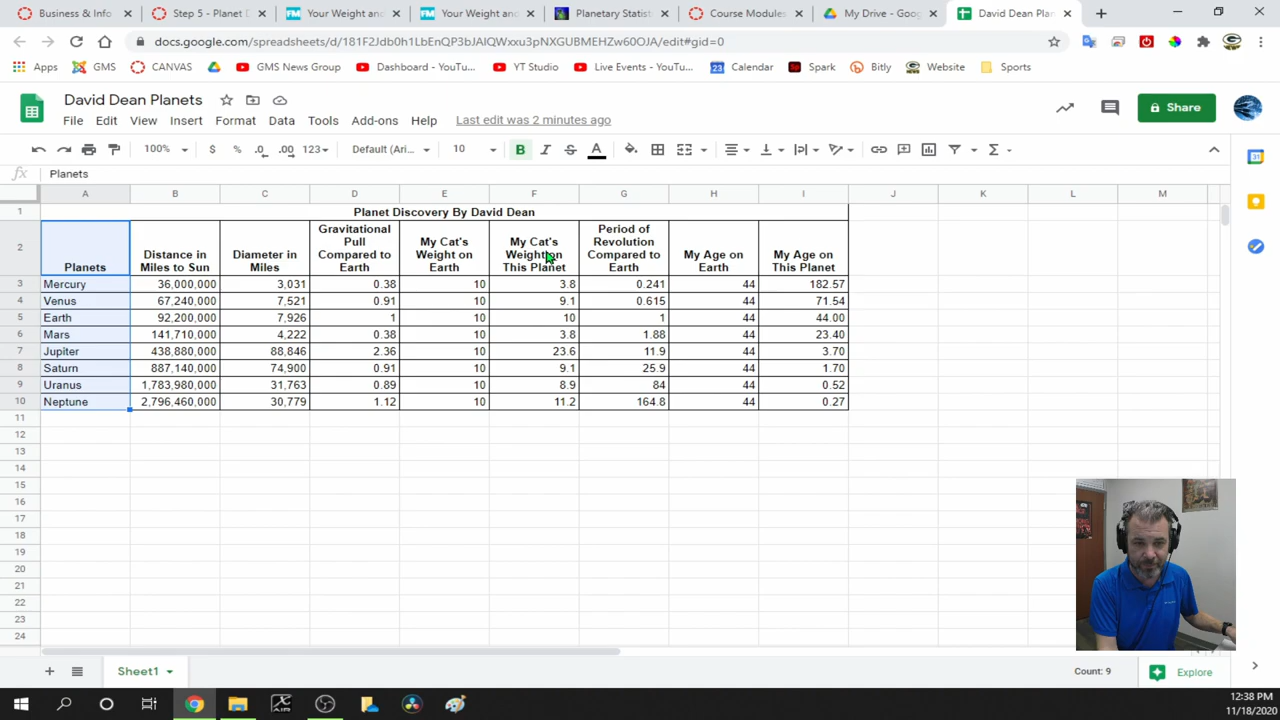 Business & Info
Step 5 - Planet D
Your Weight and
Your Weight and
Planetary Statist
Course Modules
My Drive - Goog
David Dean Plan
docs.google.com/spreadsheets/d/181F2Jdb0h1LbEnQP3bJAIQWxxu3pNXGUBMEHZw60OJA/edit#gid=0
Apps GMS CANVAS GMS News Group Dashboard - YouTu... YT Studio Live Events - YouTu... Calendar Spark Bitly Website Sports
David Dean Planets
File Edit View Insert Format Data Tools Add-ons Help Last edit was 2 minutes ago
Share
100% $ % .0 .00 123 Default (Ari... 10 B I S A
fx Planets
A B C D E F G H I J K L M
1 Planet Discovery By David Dean
2 Planets Distance in Miles to Sun Diameter in Miles Gravitational Pull Compared to Earth My Cat's Weight on Earth My Cat's Weight on This Planet Period of Revolution Compared to Earth My Age on Earth My Age on This Planet
3 Mercury 36,000,000 3,031 0.38 10 3.8 0.241 44 182.57
4 Venus 67,240,000 7,521 0.91 10 9.1 0.615 44 71.54
5 Earth 92,200,000 7,926 1 10 10 1 44 44.00
6 Mars 141,710,000 4,222 0.38 10 3.8 1.88 44 23.40
7 Jupiter 438,880,000 88,846 2.36 10 23.6 11.9 44 3.70
8 Saturn 887,140,000 74,900 0.91 10 9.1 25.9 44 1.70
9 Uranus 1,783,980,000 31,763 0.89 10 8.9 84 44 0.52
10 Neptune 2,796,460,000 30,779 1.12 10 11.2 164.8 44 0.27
11
12
13
14
15
16
17
18
19
20
21
22
23
24
Sheet1
Count: 9
Explore
12:38 PM
11/18/2020